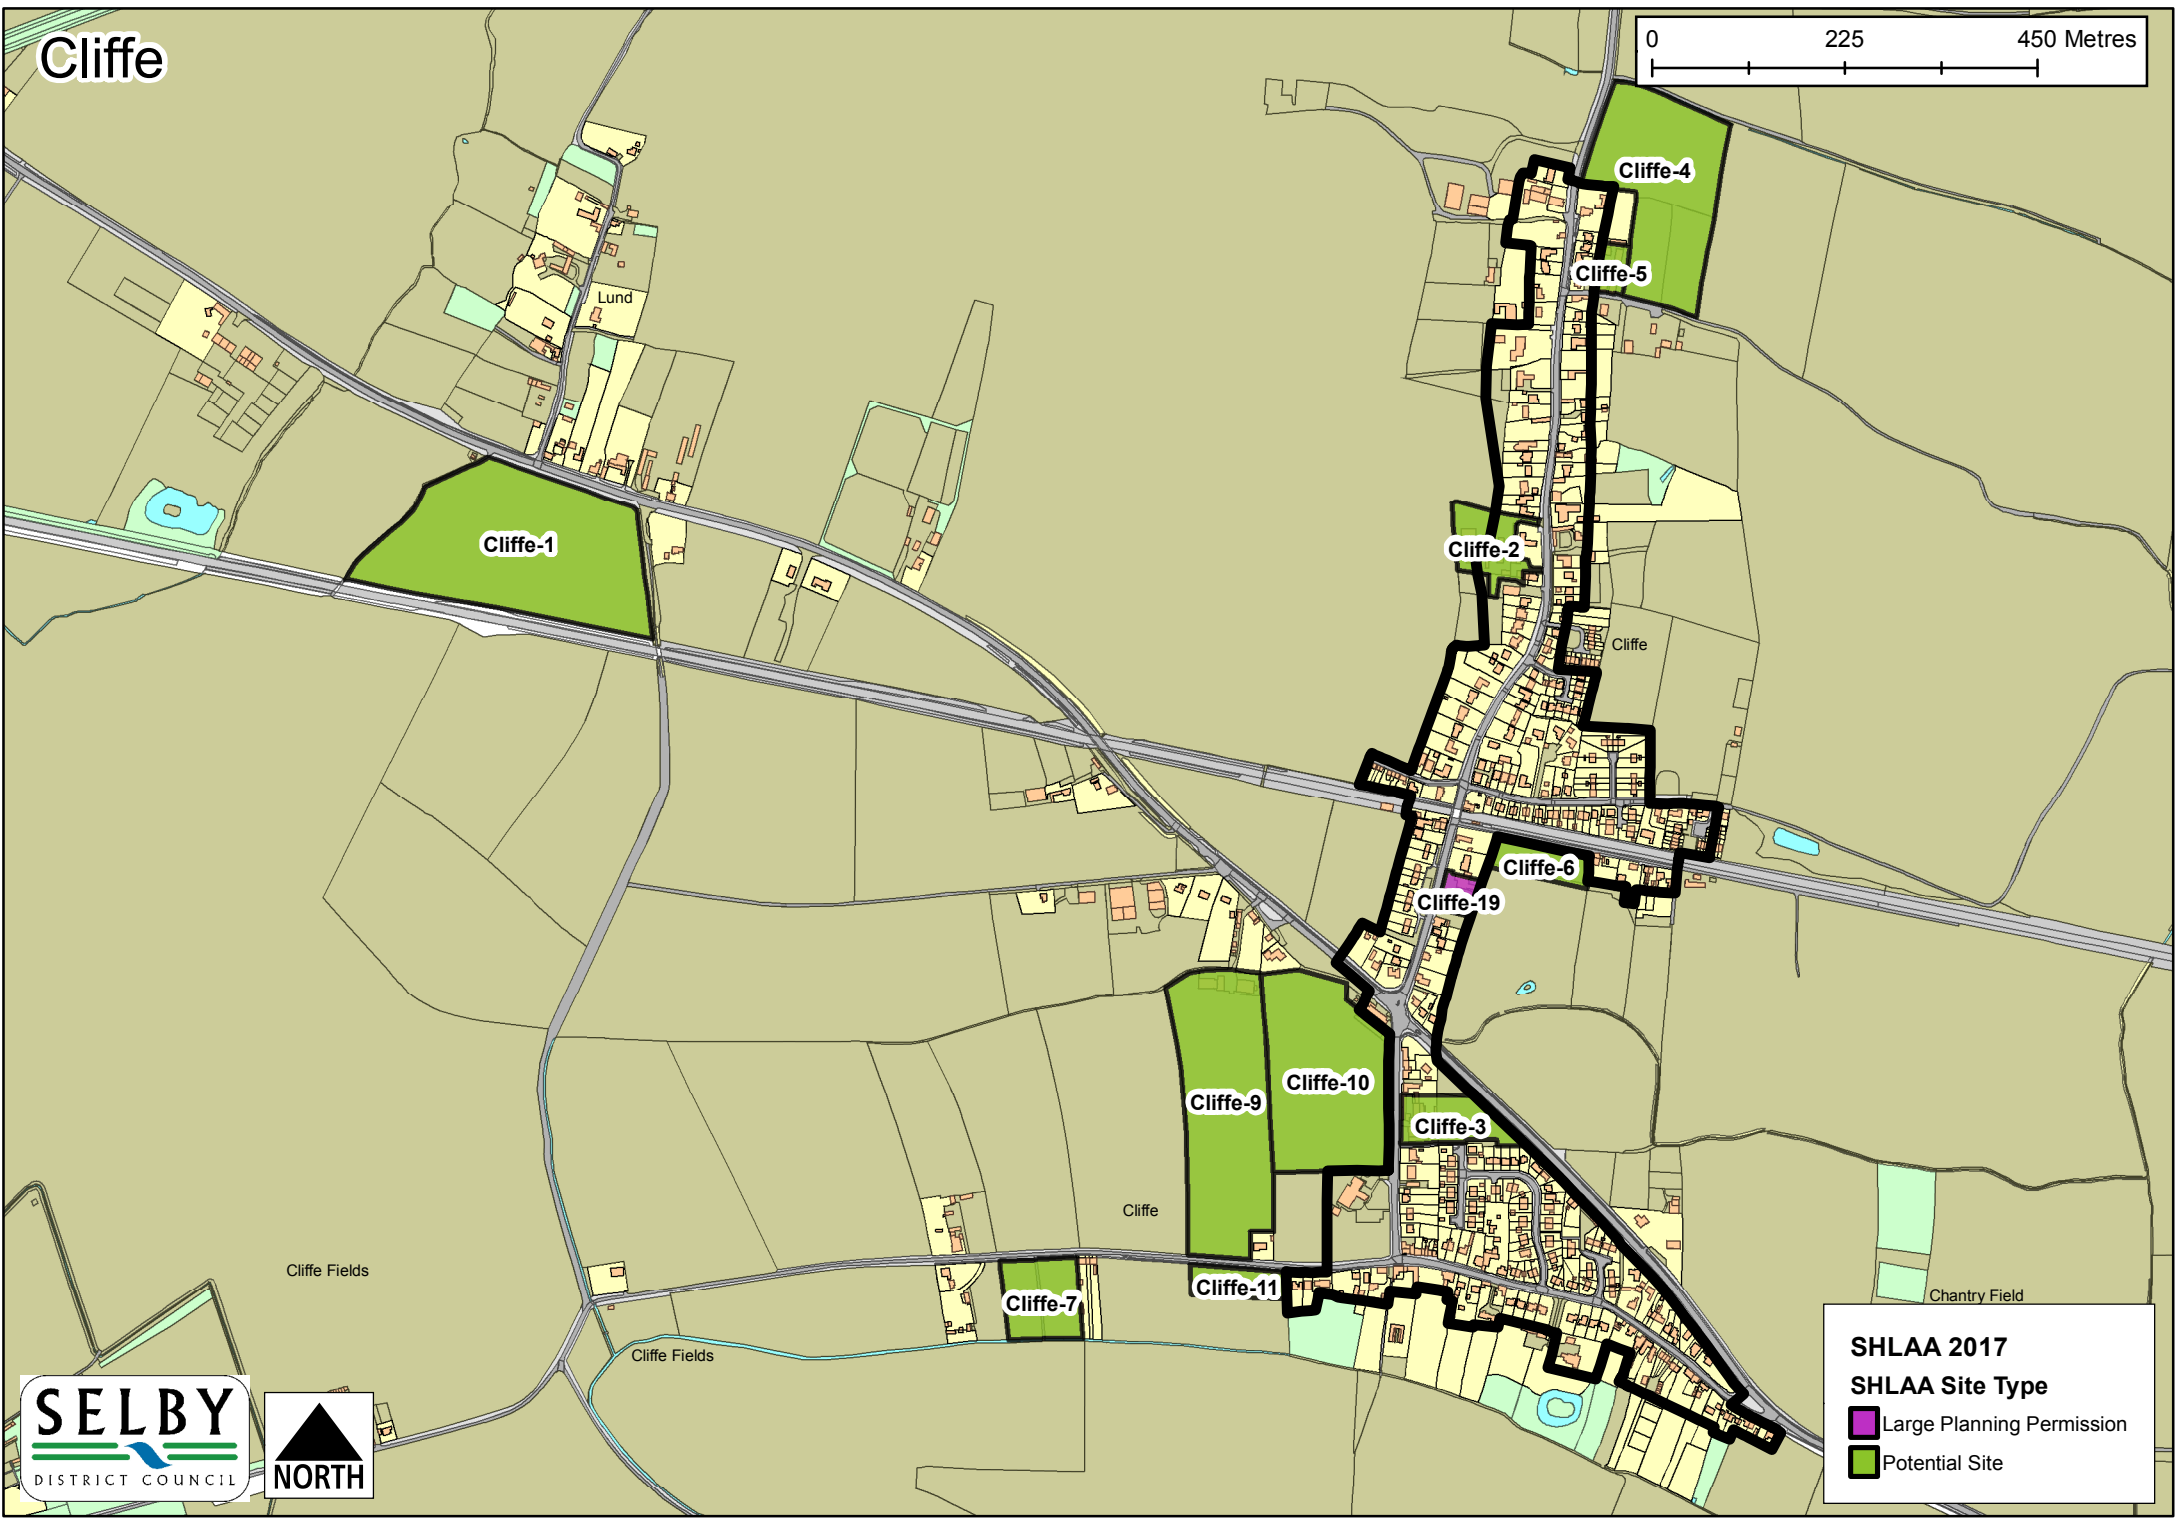 Cliffe
0 225 450 Metres
Cliffe-4
Cliffe-5
Lund
Cliffe-1
Cliffe-2
Cliffe
Cliffe-6
Cliffe-19
Cliffe-10
Cliffe-9
Cliffe-3
Cliffe
Cliffe Fields
Cliffe-11
Cliffe-7
Chantry Field
Cliffe Fields
SHLAA 2017
SHLAA Site Type
Large Planning Permission
Potential Site
SELBY
DISTRICT COUNCIL
NORTH